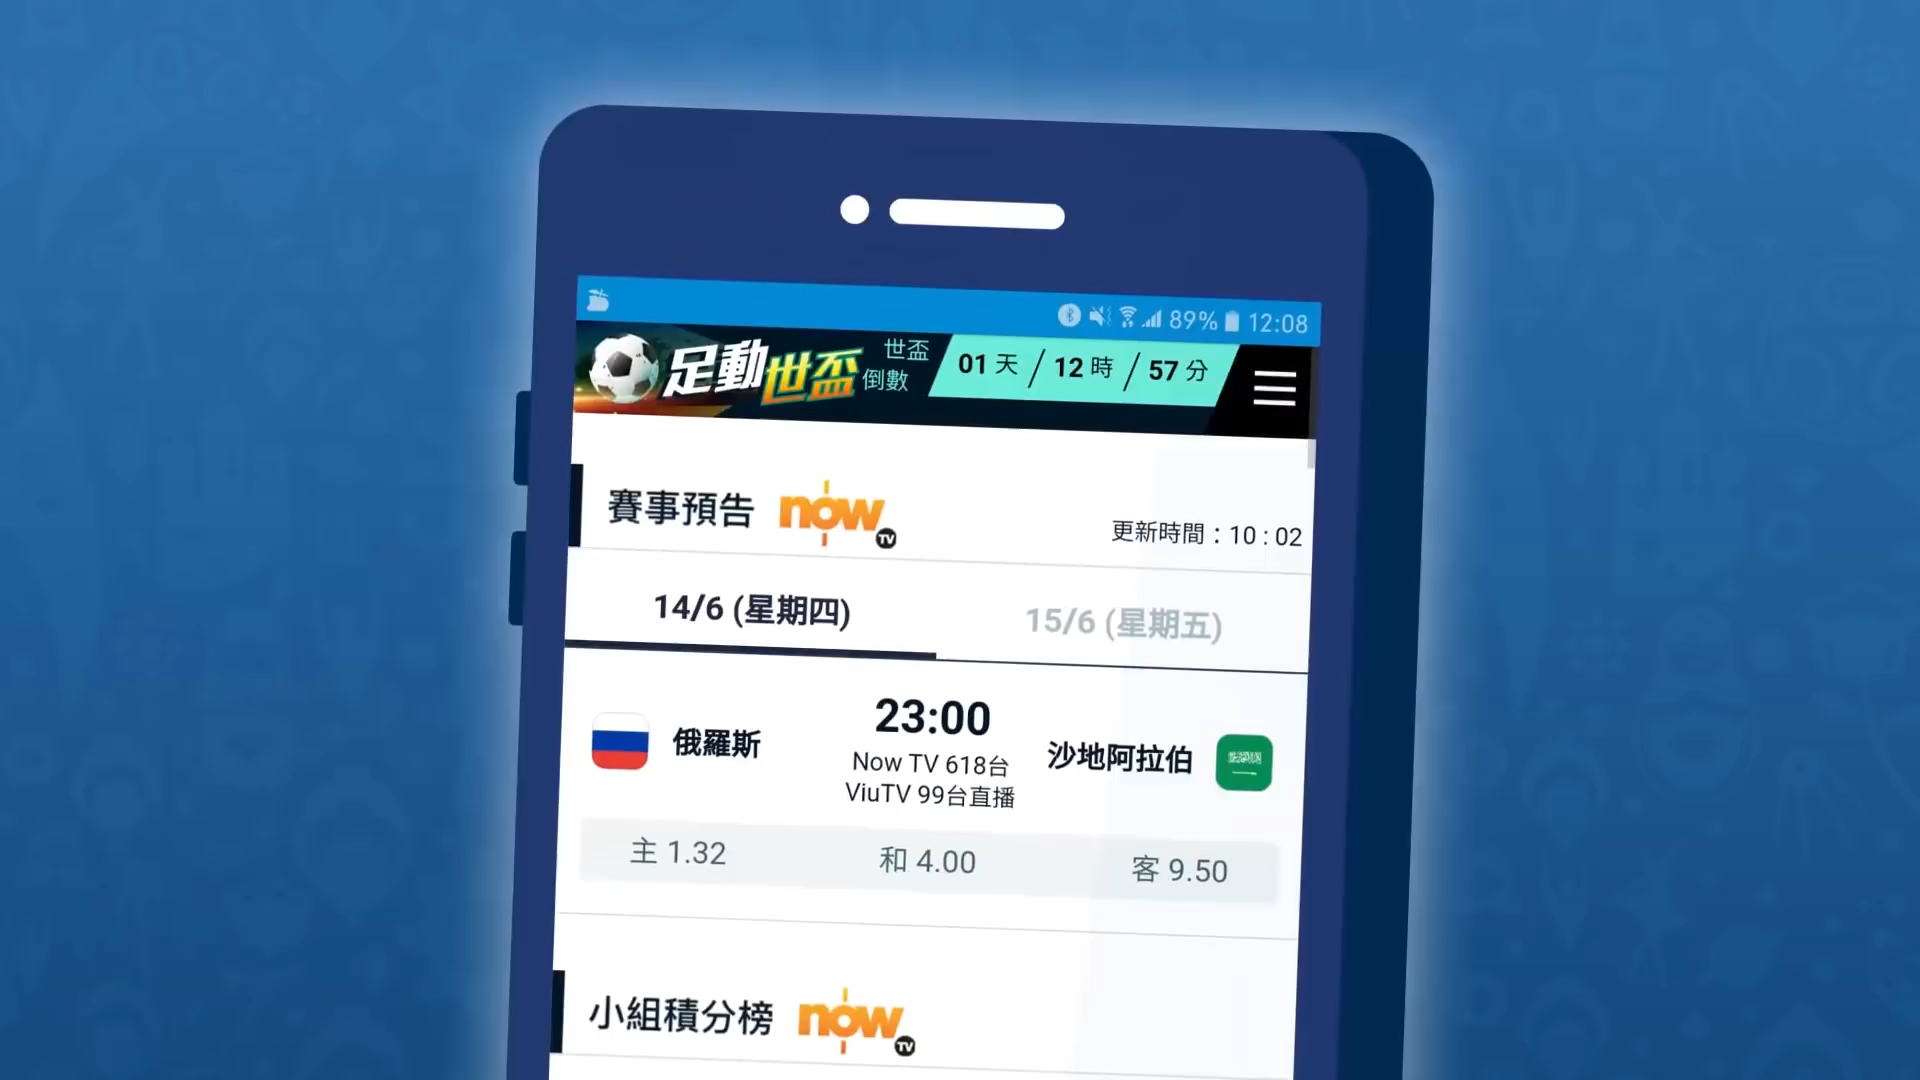 89% 12:08
足動世盃
世盃
倒數
01 天 / 12 時 / 57 分
賽事預告 now TV
更新時間：10 : 02
14/6 (星期四)
15/6 (星期五)
俄羅斯
23:00
Now TV 618台
ViuTV 99台直播
沙地阿拉伯
主 1.32
和 4.00
客 9.50
小組積分榜 now TV